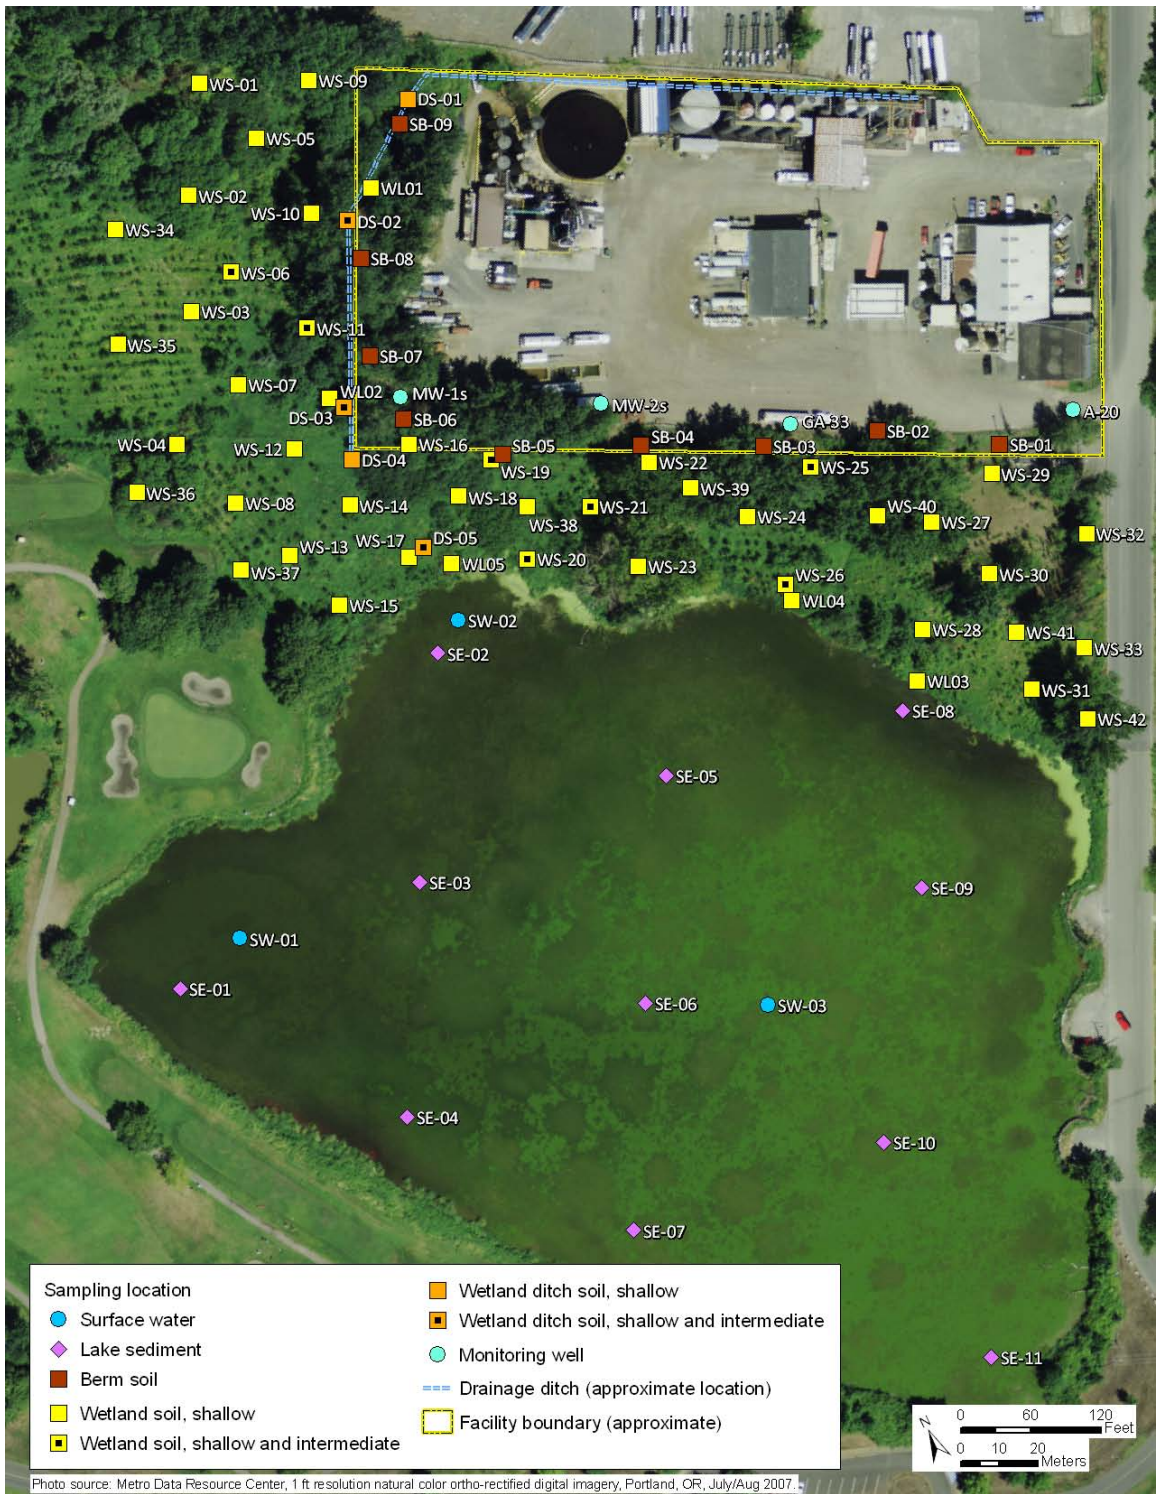 WS-01
WS-09
DS-01
SB-09
WS-05
WL01
WS-02
WS-10
DS-02
WS-34
SB-08
WS-06
WS-03
WS-11
WS-35
SB-07
WS-07
WL02
MW-1s
MW-2s
A-20
DS-03
SB-06
GA-33
SB-02
WS-04
WS-12
WS-16
SB-05
SB-04
SB-03
SB-01
DS-04
WS-19
WS-22
WS-25
WS-29
WS-36
WS-08
WS-14
WS-18
WS-38
WS-21
WS-39
WS-24
WS-40
WS-27
WS-32
WS-13
WS-17
DS-05
WS-37
WL05
WS-20
WS-23
WS-26
WS-30
WS-15
WL04
SW-02
WS-28
WS-41
WS-33
SE-02
WL03
WS-31
SE-08
WS-42
SE-05
SE-03
SE-09
SW-01
SE-01
SE-06
SW-03
SE-04
SE-10
SE-07
SE-11
Sampling location
Surface water
Lake sediment
Berm soil
Wetland soil, shallow
Wetland soil, shallow and intermediate
Wetland ditch soil, shallow
Wetland ditch soil, shallow and intermediate
Monitoring well
Drainage ditch (approximate location)
Facility boundary (approximate)
N
0 60 120
Feet
0 10 20
Meters
Photo source: Metro Data Resource Center, 1 ft resolution natural color ortho-rectified digital imagery, Portland, OR, July/Aug 2007.